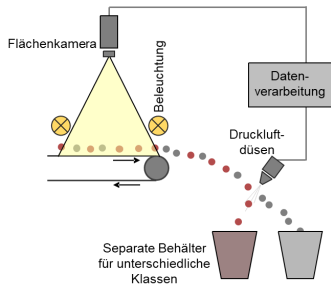 Flächenkamera
Beleuchtung
Daten-
verarbeitung
Druckluft-
düsen
Separate Behälter
für unterschiedliche
Klassen